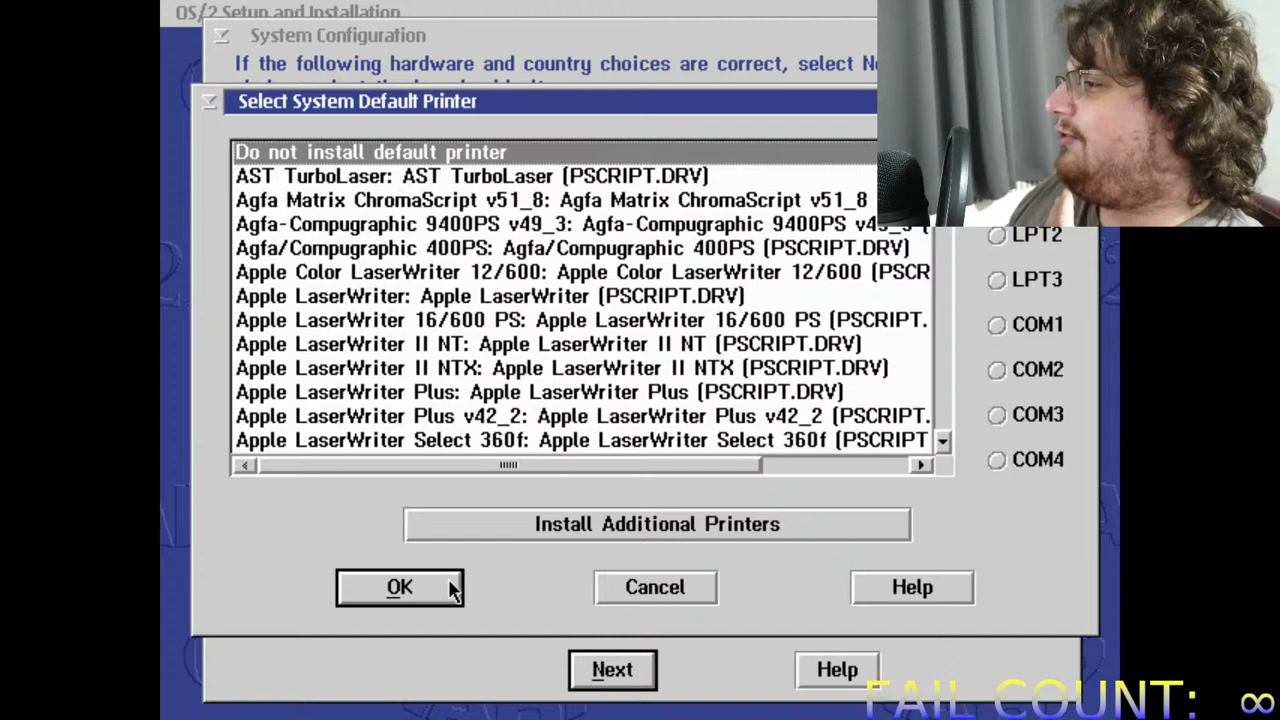 OS/2 Setup and Installation
System Configuration
If the following hardware and country choices are correct, select
Select System Default Printer
Do not install default printer
AST TurboLaser: AST TurboLaser (PSCRIPT.DRV)
Agfa Matrix ChromaScript v51_8: Agfa Matrix ChromaScript v51_8
Agfa-Compugraphic 9400PS v49_3: Agfa-Compugraphic 9400PS v49_3 (
Agfa/Compugraphic 400PS: Agfa/Compugraphic 400PS (PSCRIPT.DRV)
Apple Color LaserWriter 12/600: Apple Color LaserWriter 12/600 (PSCR
Apple LaserWriter: Apple LaserWriter (PSCRIPT.DRV)
Apple LaserWriter 16/600 PS: Apple LaserWriter 16/600 PS (PSCRIPT.
Apple LaserWriter II NT: Apple LaserWriter II NT (PSCRIPT.DRV)
Apple LaserWriter II NTX: Apple LaserWriter II NTX (PSCRIPT.DRV)
Apple LaserWriter Plus: Apple LaserWriter Plus (PSCRIPT.DRV)
Apple LaserWriter Plus v42_2: Apple LaserWriter Plus v42_2 (PSCRIPT.
Apple LaserWriter Select 360f: Apple LaserWriter Select 360f (PSCRIPT
LPT2
LPT3
COM1
COM2
COM3
COM4
Install Additional Printers
OK
Cancel
Help
Next
Help
FAIL COUNT: ∞